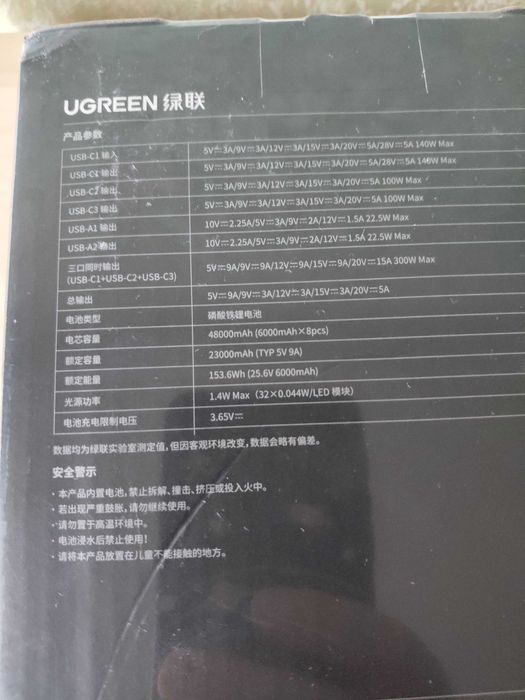 UGREEN 绿联
产品参数
USB-C1 输入 5V⎓3A/9V⎓3A/12V⎓3A/15V⎓3A/20V⎓5A/28V⎓5A 140W Max
USB-C1 输出 5V⎓3A/9V⎓3A/12V⎓3A/15V⎓3A/20V⎓5A/28V⎓5A 140W Max
USB-C2 输出 5V⎓3A/9V⎓3A/12V⎓3A/15V⎓3A/20V⎓5A 100W Max
USB-C3 输出 5V⎓3A/9V⎓3A/12V⎓3A/15V⎓3A/20V⎓5A 100W Max
USB-A1 输出 10V⎓2.25A/5V⎓3A/9V⎓2A/12V⎓1.5A 22.5W Max
USB-A2 输出 10V⎓2.25A/5V⎓3A/9V⎓2A/12V⎓1.5A 22.5W Max
三口同时输出 5V⎓9A/9V⎓9A/12V⎓9A/15V⎓9A/20V⎓15A 300W Max
(USB-C1+USB-C2+USB-C3)
总输出 5V⎓9A/9V⎓3A/12V⎓3A/15V⎓3A/20V⎓5A
电池类型 磷酸铁锂电池
电芯容量 48000mAh (6000mAh×8pcs)
额定容量 23000mAh (TYP 5V 9A)
额定能量 153.6Wh (25.6V 6000mAh)
光源功率 1.4W Max（32×0.044W/LED 模块）
电池充电限制电压 3.65V⎓
数据均为绿联实验室测定值，但因客观环境改变，数据会略有偏差。
安全警示
·本产品内置电池，禁止拆解、撞击、挤压或投入火中。
·若出现严重鼓胀，请勿继续使用。
·请勿置于高温环境中。
·电池浸水后禁止使用！
·请将本产品放置在儿童不能接触的地方。